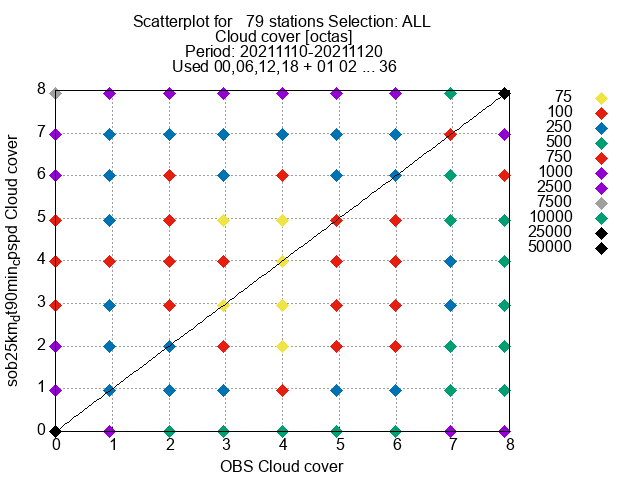 Scatterplot for 79 stations Selection: ALL
Cloud cover [octas]
Period: 20211110-20211120
Used 00,06,12,18 + 01 02 ... 36
8
7
6
5
4
3
2
1
0
sob25km_dt90min_opspd Cloud cover
0 1 2 3 4 5 6 7 8
OBS Cloud cover
75
100
250
500
750
1000
2500
7500
10000
25000
50000